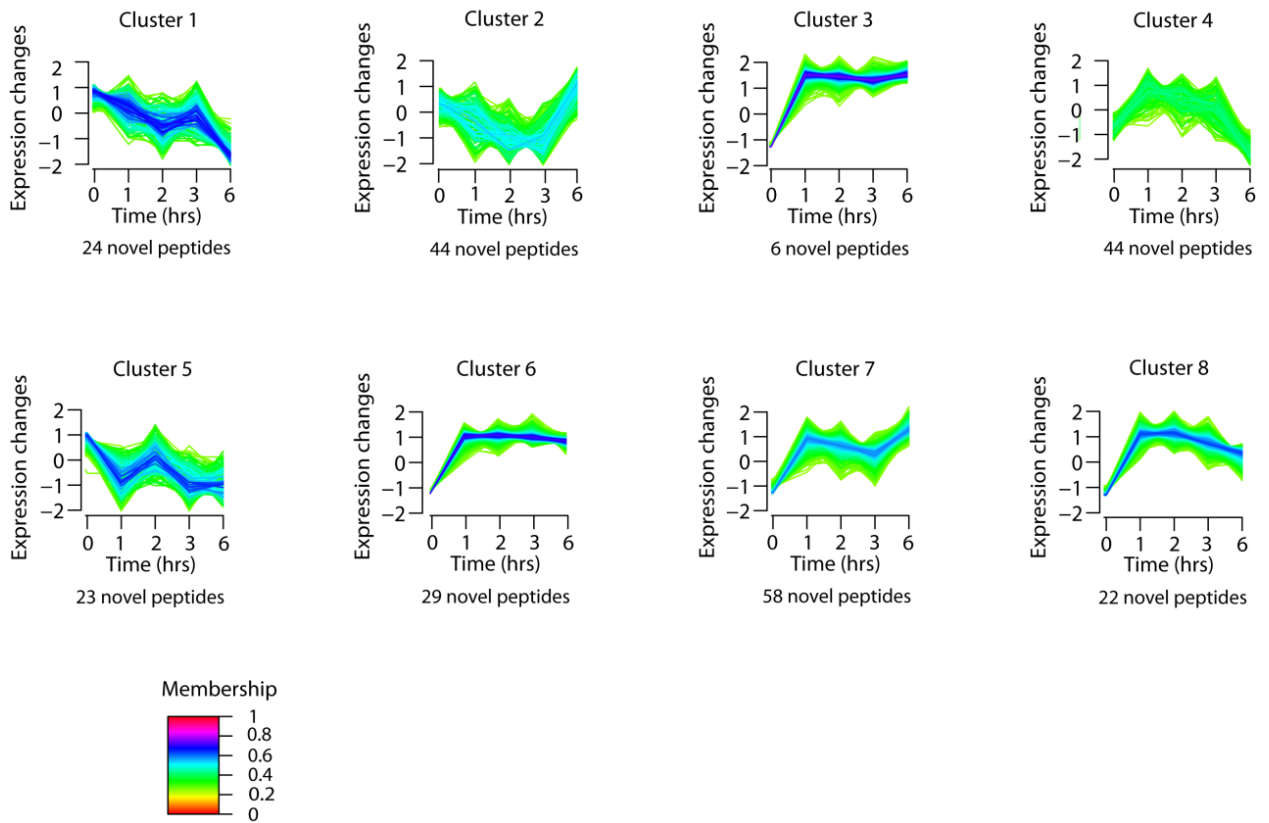 Cluster 1
Expression changes
2
1
0
−1
−2
0 1 2 3 6
Time (hrs)
24 novel peptides
Cluster 2
Expression changes
2
1
0
−1
−2
0 1 2 3 6
Time (hrs)
44 novel peptides
Cluster 3
Expression changes
2
1
0
−1
−2
0 1 2 3 6
Time (hrs)
6 novel peptides
Cluster 4
Expression changes
2
1
0
−1
−2
0 1 2 3 6
Time (hrs)
44 novel peptides
Cluster 5
Expression changes
2
1
0
−1
−2
0 1 2 3 6
Time (hrs)
23 novel peptides
Cluster 6
Expression changes
2
1
0
−1
−2
0 1 2 3 6
Time (hrs)
29 novel peptides
Cluster 7
Expression changes
2
1
0
−1
−2
0 1 2 3 6
Time (hrs)
58 novel peptides
Cluster 8
Expression changes
2
1
0
−1
−2
0 1 2 3 6
Time (hrs)
22 novel peptides
Membership
1
0.8
0.6
0.4
0.2
0